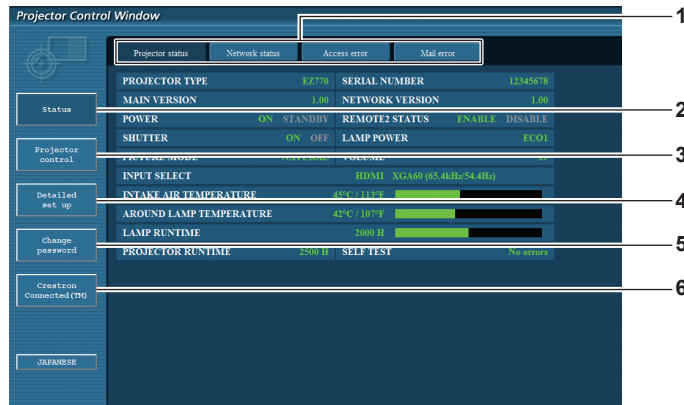 Projector Control Window
1
Projector status Network status Access error Mail error
PROJECTOR TYPE EZ770 SERIAL NUMBER 12345678
MAIN VERSION 1.00 NETWORK VERSION 1.00
Status
2
POWER ON STANDBY REMOTE2 STATUS ENABLE DISABLE
SHUTTER ON OFF LAMP POWER ECO1
Projector
control
3
PICTURE MODE NATURAL VOLUME
INPUT SELECT HDMI XGA60 (65.4kHz/54.4Hz)
Detailed
set up
4
INTAKE AIR TEMPERATURE 45°C / 113°F
AROUND LAMP TEMPERATURE 42°C / 107°F
LAMP RUNTIME 2000 H
Change
password
5
PROJECTOR RUNTIME 2500 H SELF TEST No errors
Crestron
Connected(TM)
6
JAPANESE